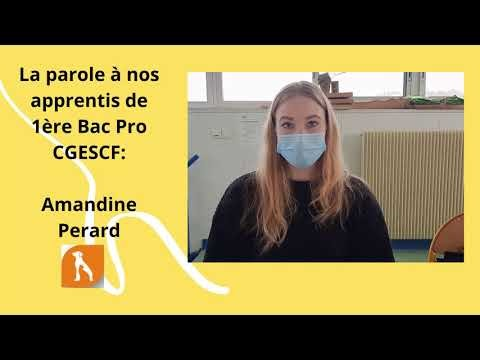 La parole à nos
apprentis de
1ère Bac Pro
CGESCF:
Amandine
Perard